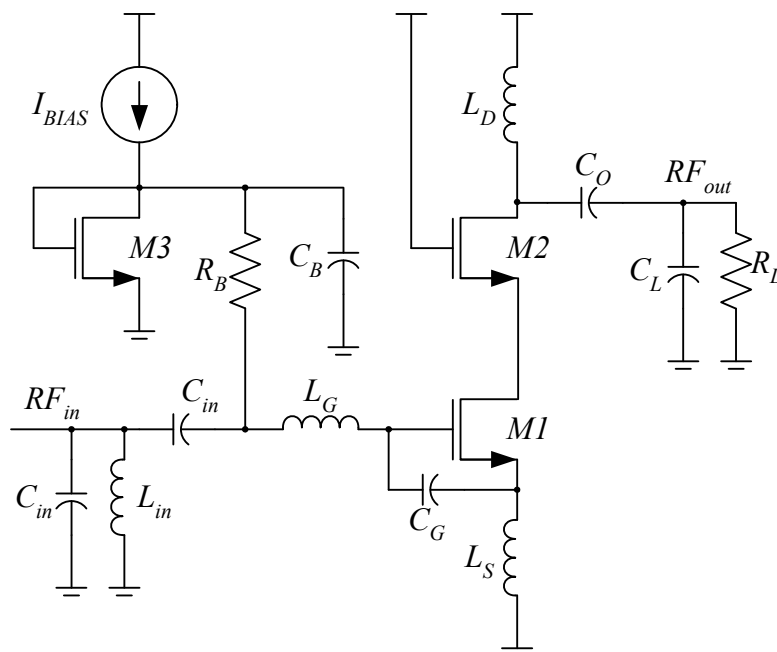 L_D
I_BIAS
C_O
RF_out
M3
R_B
C_B
M2
C_L
R_L
RF_in
C_in
L_G
M1
C_in
L_in
C_G
L_S